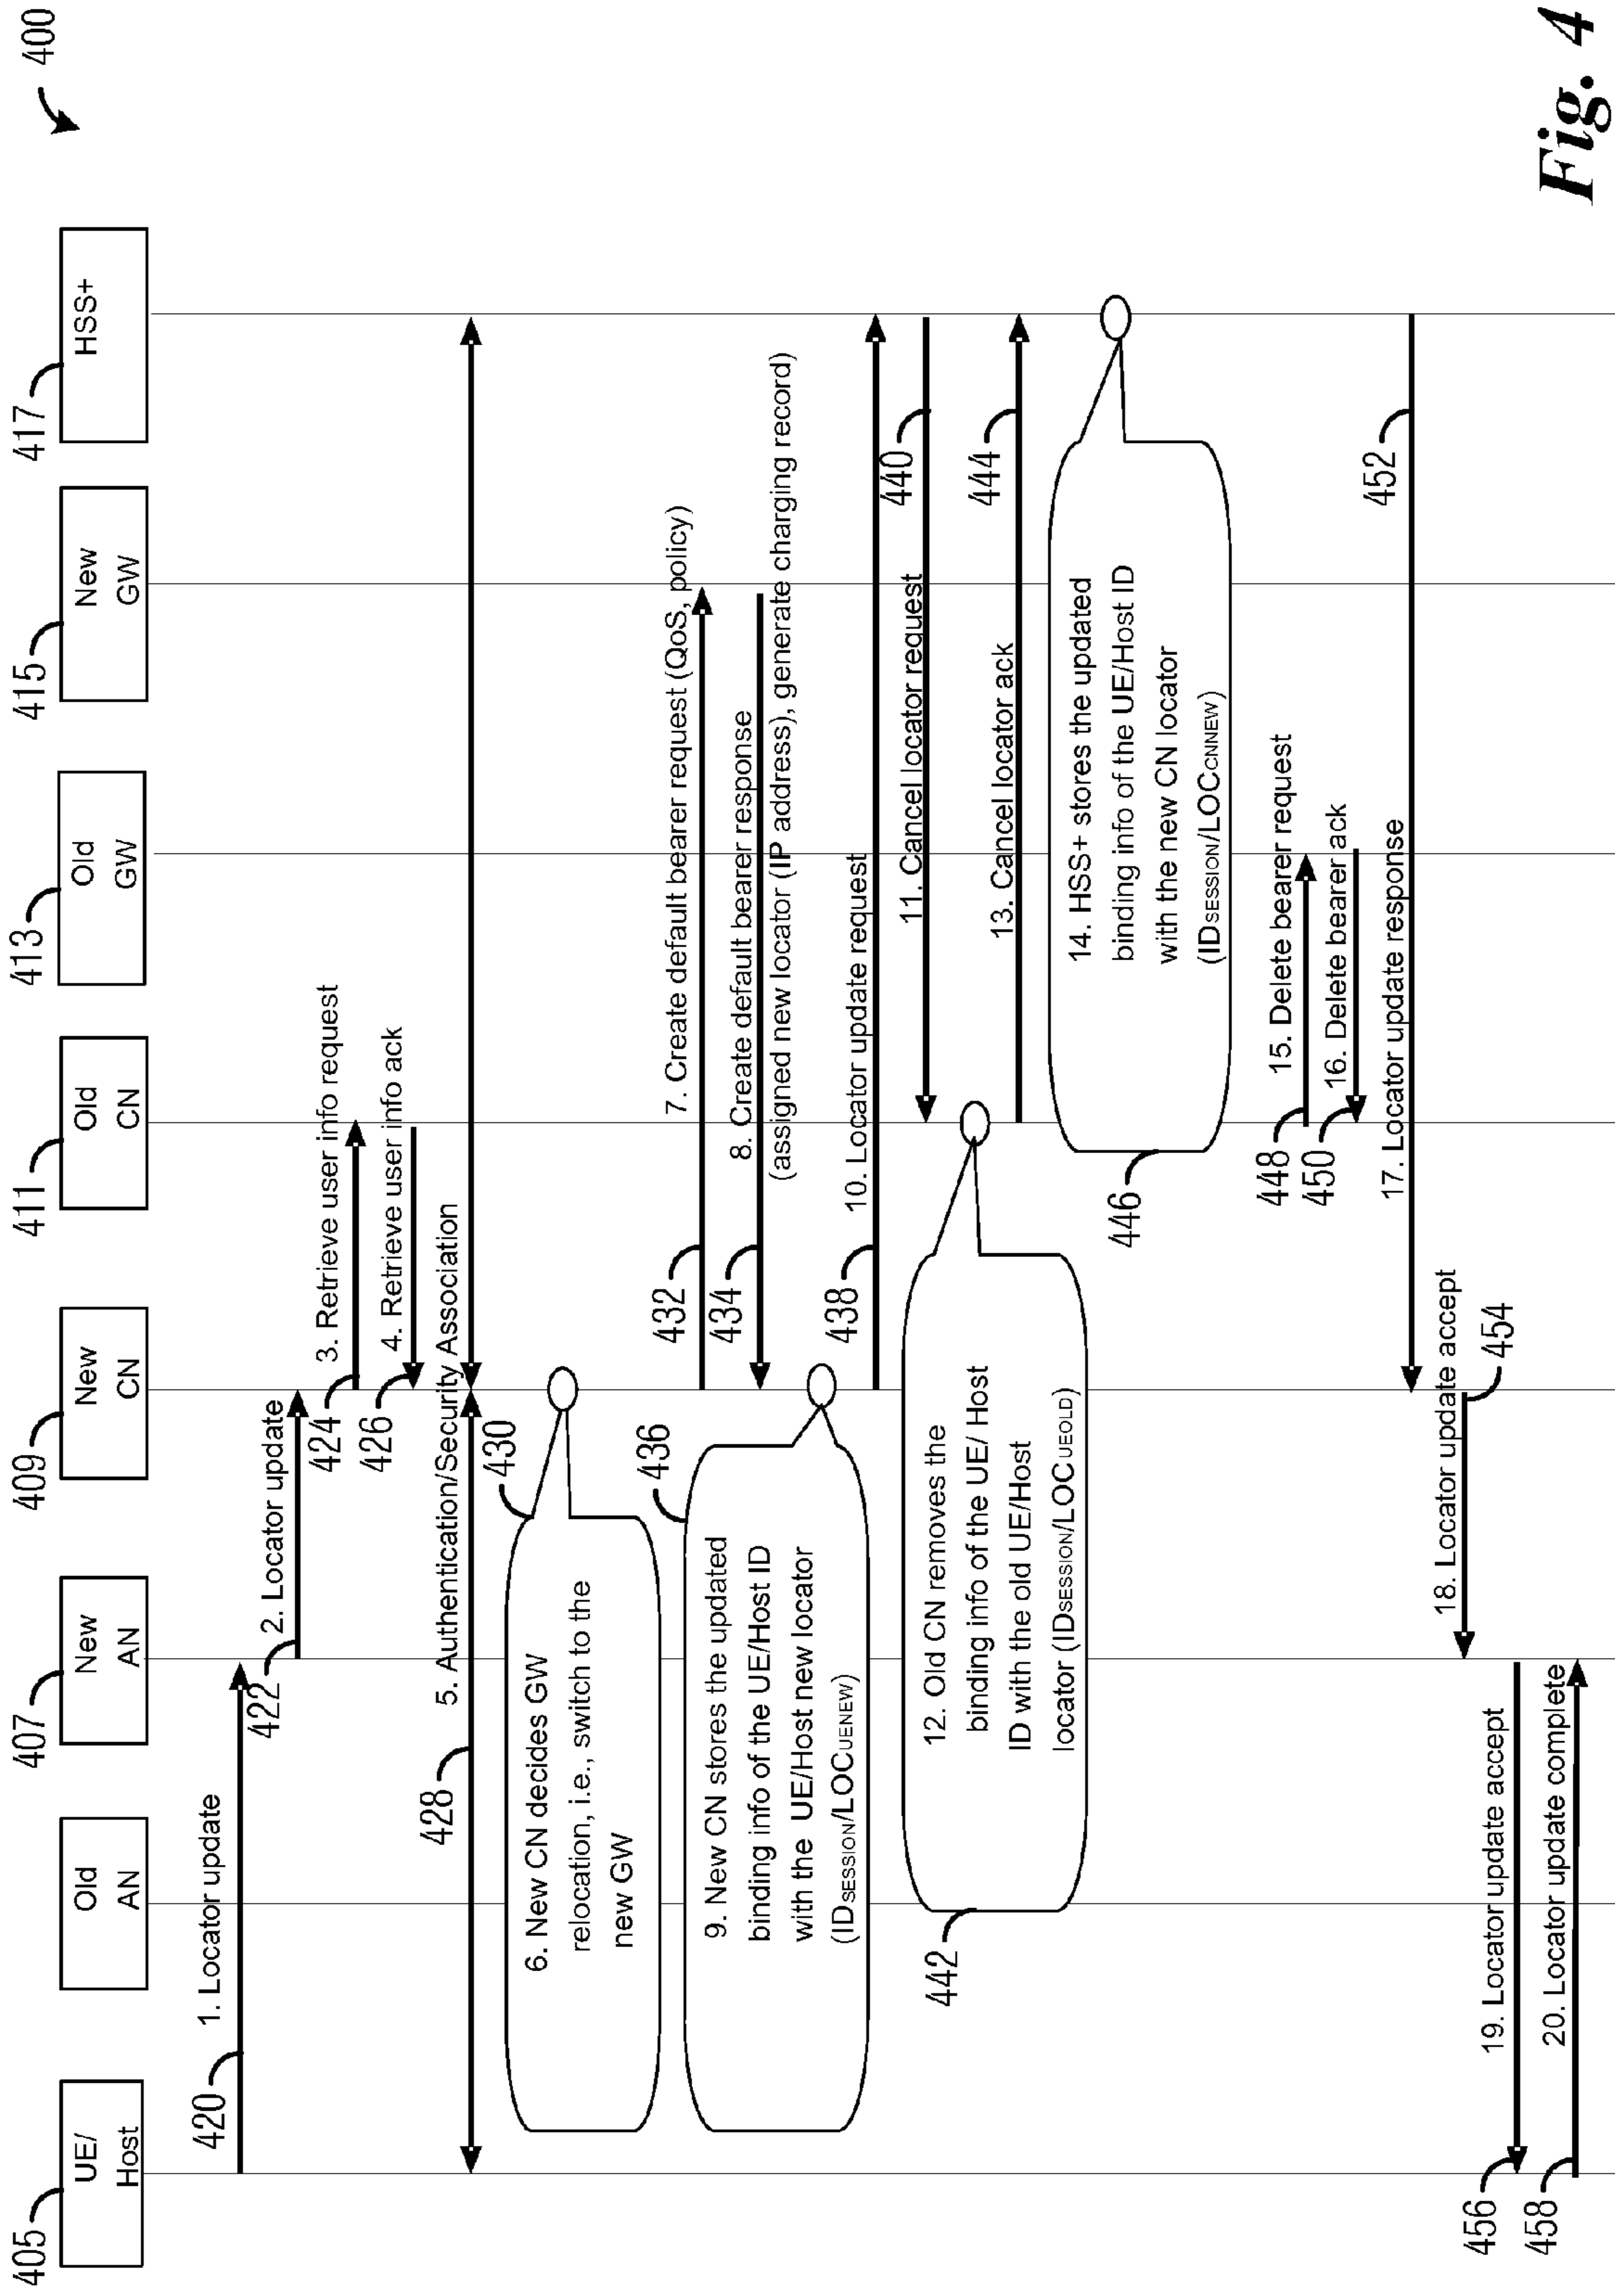 400
405
407
409
411
413
415
417
UE/
Host
Old
AN
New
AN
New
CN
Old
CN
Old
GW
New
GW
HSS+
420
1. Locator update
422
2. Locator update
424
3. Retrieve user info request
426
4. Retrieve user info ack
428
5. Authentication/Security Association
430
6. New CN decides GW
relocation, i.e., switch to the
new GW
432
7. Create default bearer request (QoS, policy)
434
8. Create default bearer response
(assigned new locator (IP address), generate charging record)
436
9. New CN stores the updated
binding info of the UE/Host ID
with the UE/Host new locator
(IDSESSION/LOCUENEW)
438
10. Locator update request
440
11. Cancel locator request
442
12. Old CN removes the
binding info of the UE/ Host
ID with the old UE/Host
locator (IDSESSION/LOCUEOLD)
444
13. Cancel locator ack
446
14. HSS+ stores the updated
binding info of the UE/Host ID
with the new CN locator
(IDSESSION/LOCCNNEW)
448
15. Delete bearer request
450
16. Delete bearer ack
452
17. Locator update response
454
18. Locator update accept
456
19. Locator update accept
458
20. Locator update complete
Fig. 4